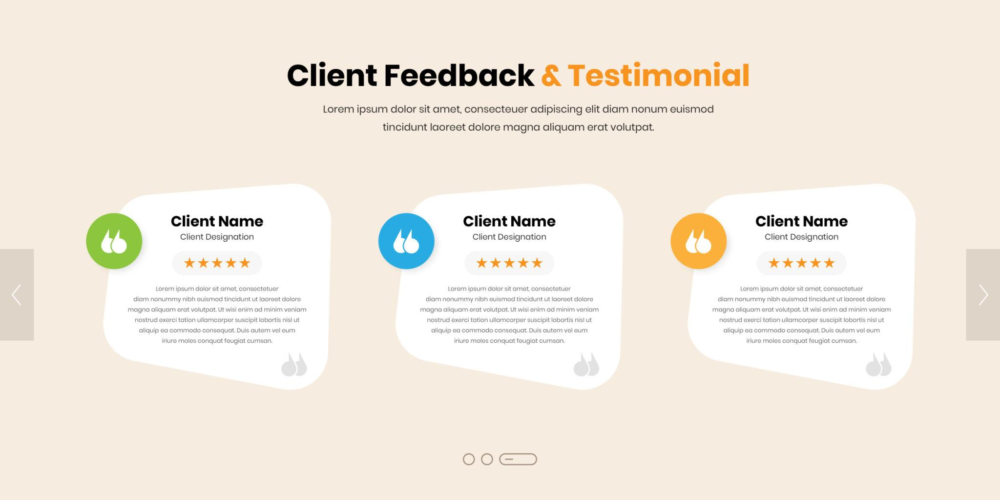 Client Feedback & Testimonial
Lorem ipsum dolor sit amet, consecteuer adipiscing elit diam nonum euismod
tincidunt laoreet dolore magna aliquam erat volutpat.
Client Name
Client Designation
Lorem ipsum dolor sit amet, consectetuer
diam nonummy nibh euismod tincidunt ut laoreet dolore
magna aliquam erat volutpat. Ut wisi enim ad minim veniam
nostrud exerci tation ullamcorper suscipit lobortis nisl ut
aliquip ea commodo consequat. Duis autem vel eum
iriure moles conquat feugiat cumsan.
Client Name
Client Designation
Lorem ipsum dolor sit amet, consectetuer
diam nonummy nibh euismod tincidunt ut laoreet dolore
magna aliquam erat volutpat. Ut wisi enim ad minim veniam
nostrud exerci tation ullamcorper suscipit lobortis nisl ut
aliquip ea commodo consequat. Duis autem vel eum
iriure moles conquat feugiat cumsan.
Client Name
Client Designation
Lorem ipsum dolor sit amet, consectetuer
diam nonummy nibh euismod tincidunt ut laoreet dolore
magna aliquam erat volutpat. Ut wisi enim ad minim veniam
nostrud exerci tation ullamcorper suscipit lobortis nisl ut
aliquip ea commodo consequat. Duis autem vel eum
iriure moles conquat feugiat cumsan.